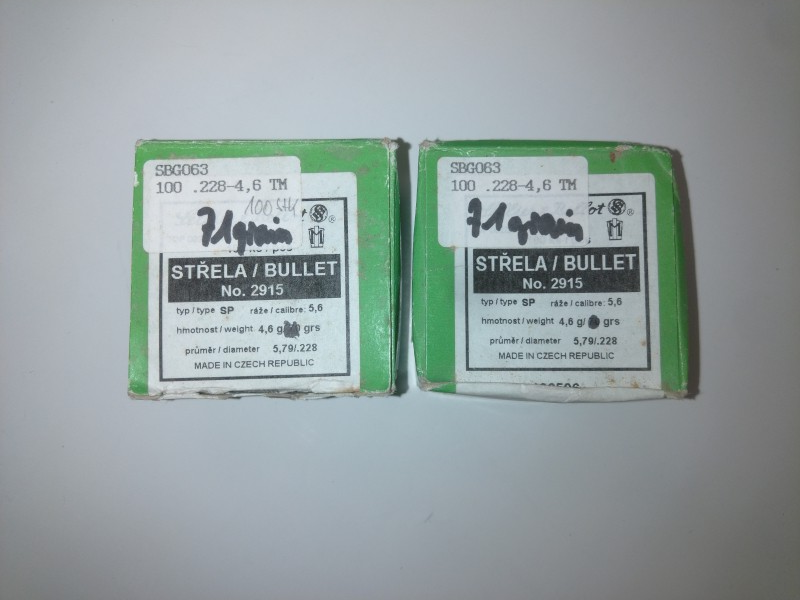 SBG063
100 .228-4,6 TM
100 Stk
71 grain
STŘELA / BULLET
No. 2915
typ / type SP ráže / calibre: 5,6
hmotnost / weight 4,6 g/ grs
průměr / diameter 5,79/.228
MADE IN CZECH REPUBLIC
SBG063
100 .228-4,6 TM
71 grain
STŘELA / BULLET
No. 2915
typ / type SP ráže / calibre: 5,6
hmotnost / weight 4,6 g/ grs
průměr / diameter 5,79/.228
MADE IN CZECH REPUBLIC